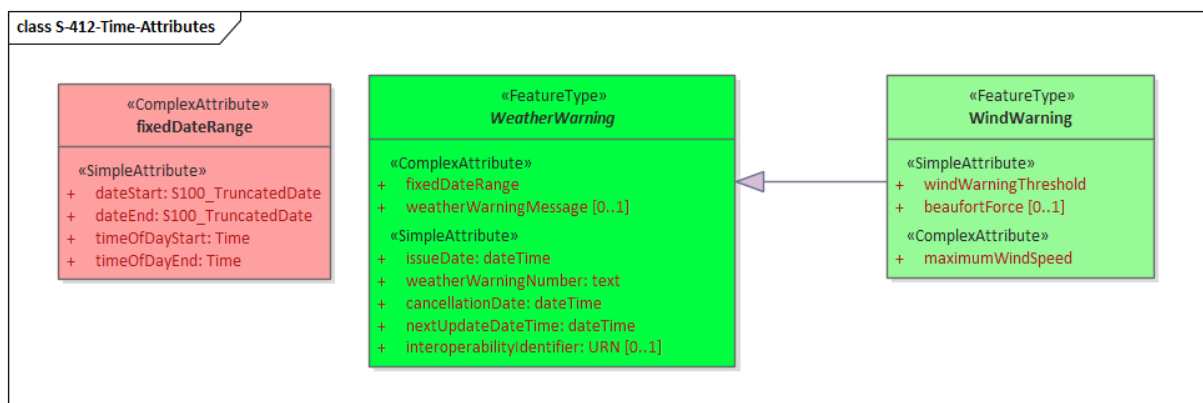 class S-412-Time-Attributes
«ComplexAttribute»
fixedDateRange
«SimpleAttribute»
+ dateStart: S100_TruncatedDate
+ dateEnd: S100_TruncatedDate
+ timeOfDayStart: Time
+ timeOfDayEnd: Time
«FeatureType»
WeatherWarning
«ComplexAttribute»
+ fixedDateRange
+ weatherWarningMessage [0..1]
«SimpleAttribute»
+ issueDate: dateTime
+ weatherWarningNumber: text
+ cancellationDate: dateTime
+ nextUpdateDateTime: dateTime
+ interoperabilityIdentifier: URN [0..1]
«FeatureType»
WindWarning
«SimpleAttribute»
+ windWarningThreshold
+ beaufortForce [0..1]
«ComplexAttribute»
+ maximumWindSpeed